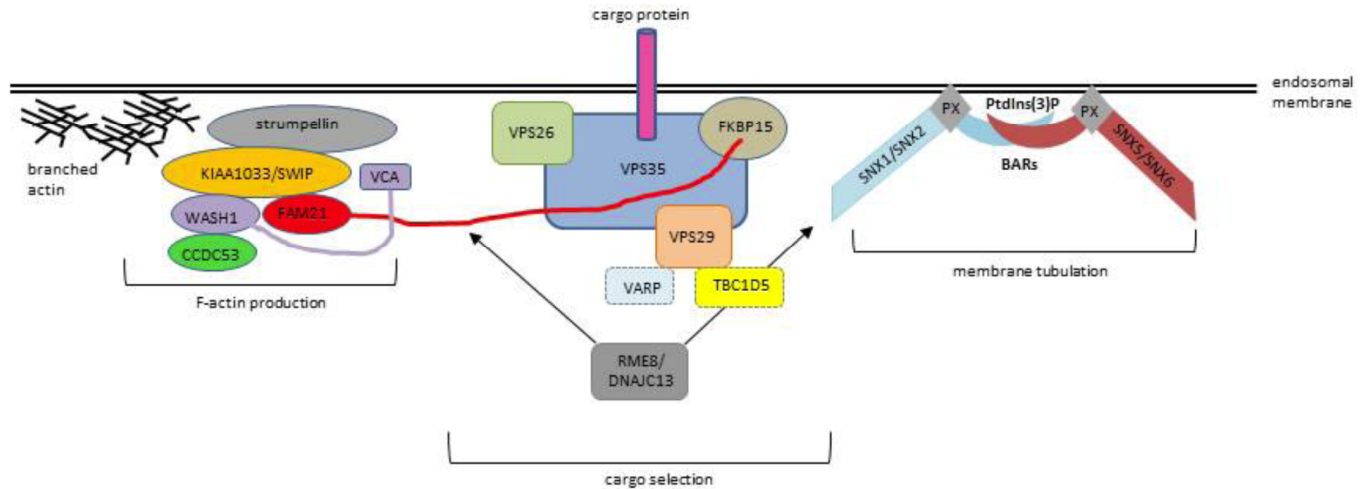 cargo protein
endosomal
membrane
branched
actin
strumpellin
KIAA1033/SWIP
VCA
WASH1
FAM21
CCDC53
F-actin production
VPS26
FKBP15
VPS35
VPS29
VARP
TBC1D5
RME8/
DNAJC13
cargo selection
PX
PtdIns(3)P
PX
SNX1/SNX2
BARs
SNX5/SNX6
membrane tubulation